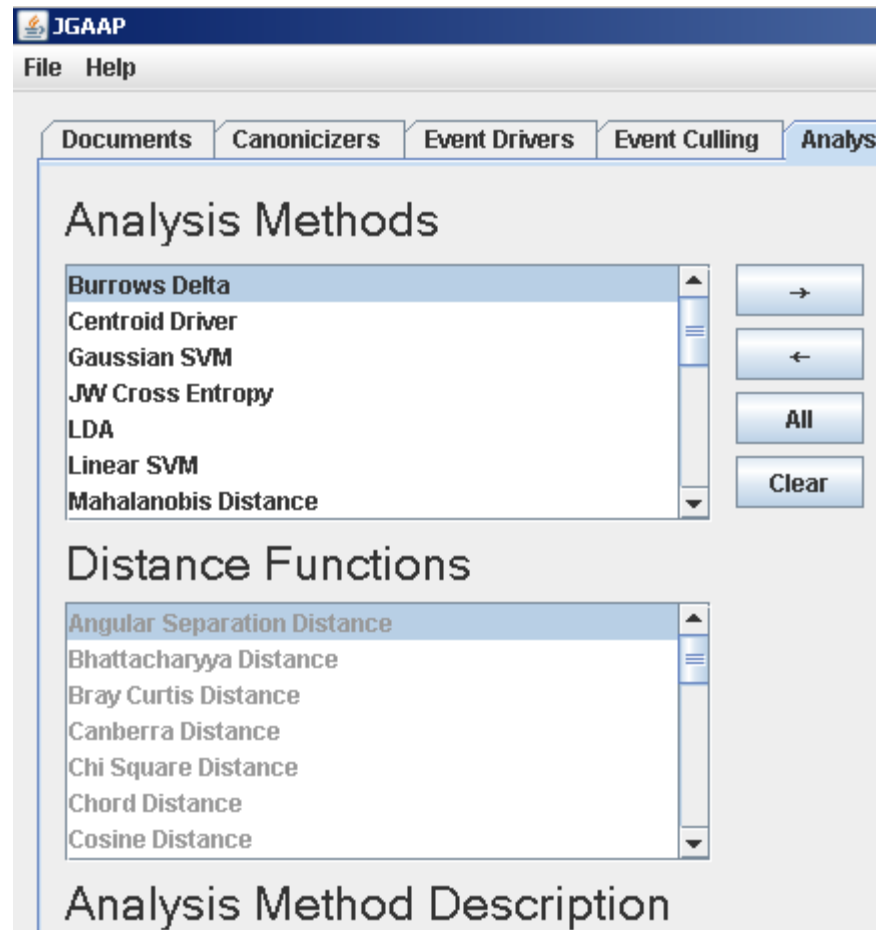 JGAAP
File Help
Documents Canonicizers Event Drivers Event Culling Analys
Analysis Methods
Burrows Delta
Centroid Driver
Gaussian SVM
JW Cross Entropy
LDA
Linear SVM
Mahalanobis Distance
→
←
All
Clear
Distance Functions
Angular Separation Distance
Bhattacharyya Distance
Bray Curtis Distance
Canberra Distance
Chi Square Distance
Chord Distance
Cosine Distance
Analysis Method Description